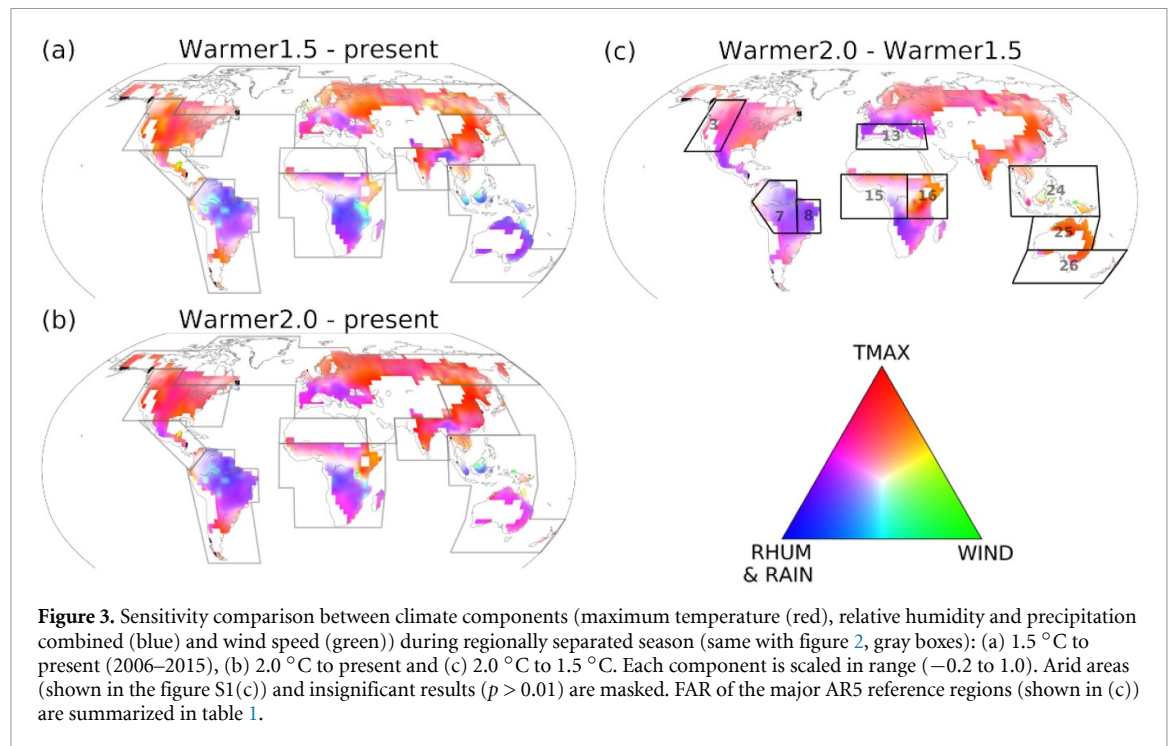 (a)
Warmer1.5 - present
(c)
Warmer2.0 - Warmer1.5
3
13
15
16
7
8
24
25
26
(b)
Warmer2.0 - present
TMAX
RHUM
& RAIN
WIND
Figure 3. Sensitivity comparison between climate components (maximum temperature (red), relative humidity and precipitation
combined (blue) and wind speed (green)) during regionally separated season (same with figure 2, gray boxes): (a) 1.5 °C to
present (2006–2015), (b) 2.0 °C to present and (c) 2.0 °C to 1.5 °C. Each component is scaled in range (−0.2 to 1.0). Arid areas
(shown in the figure S1(c)) and insignificant results (p > 0.01) are masked. FAR of the major AR5 reference regions (shown in (c))
are summarized in table 1.